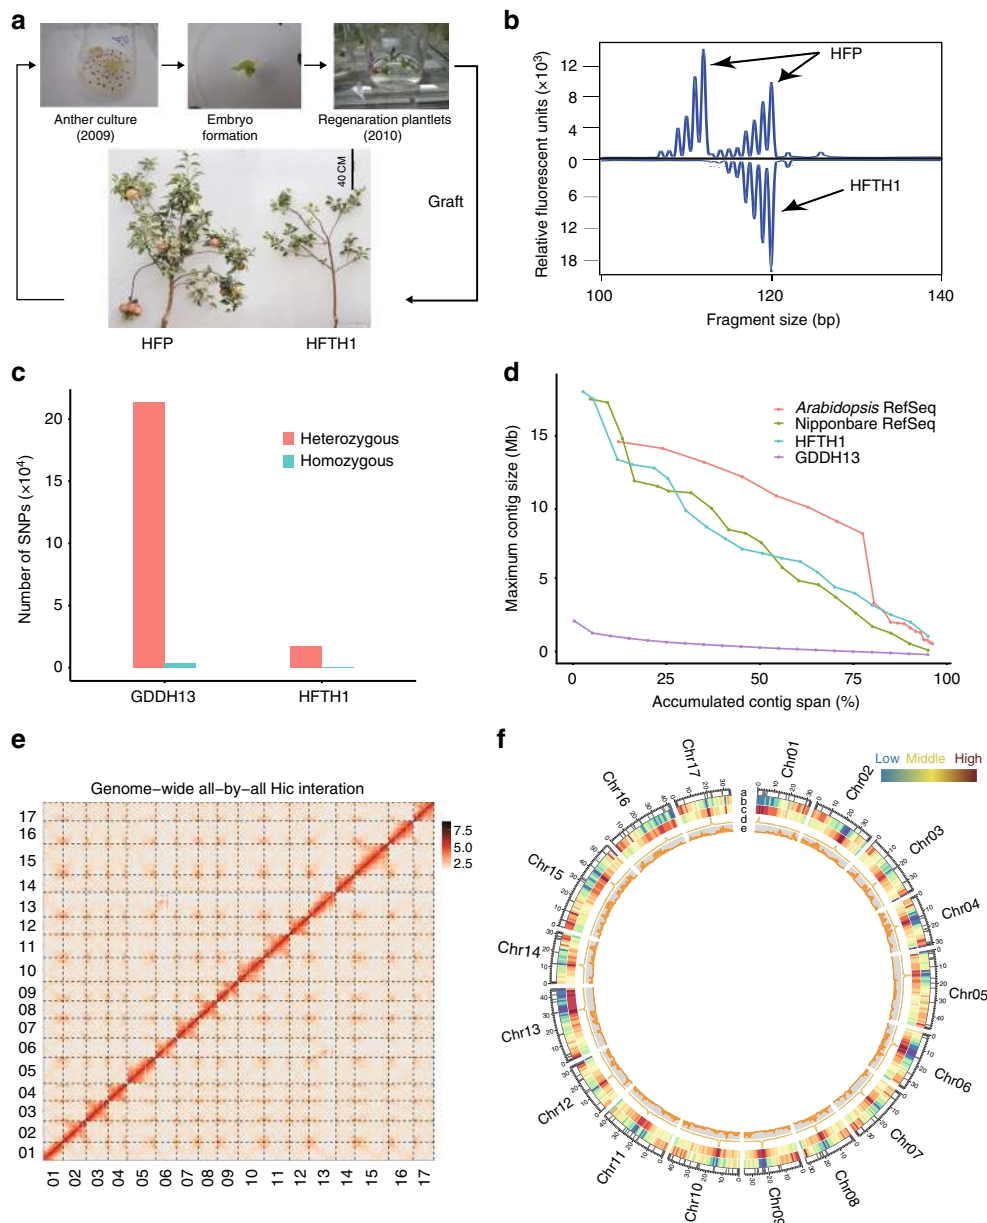 a
Anther culture
(2009)
Embryo
formation
Regenaration plantlets
(2010)
40 CM
Graft
HFP
HFTH1
b
Relative fluorescent units (×10³)
12
8
4
0
6
12
18
HFP
HFTH1
100
120
140
Fragment size (bp)
c
Number of SNPs (×10⁴)
20
15
10
5
0
Heterozygous
Homozygous
GDDH13
HFTH1
d
Maximum contig size (Mb)
15
10
5
0
Arabidopsis RefSeq
Nipponbare RefSeq
HFTH1
GDDH13
0
25
50
75
100
Accumulated contig span (%)
e
Genome–wide all–by–all Hic interation
17
16
15
14
13
12
11
10
09
08
07
06
05
04
03
02
01
01 02 03 04 05 06 07 08 09 10 11 12 13 14 15 16 17
7.5
5.0
2.5
f
Low Middle High
a
b
c
d
e
Chr01
Chr02
Chr03
Chr04
Chr05
Chr06
Chr07
Chr08
Chr09
Chr10
Chr11
Chr12
Chr13
Chr14
Chr15
Chr16
Chr17